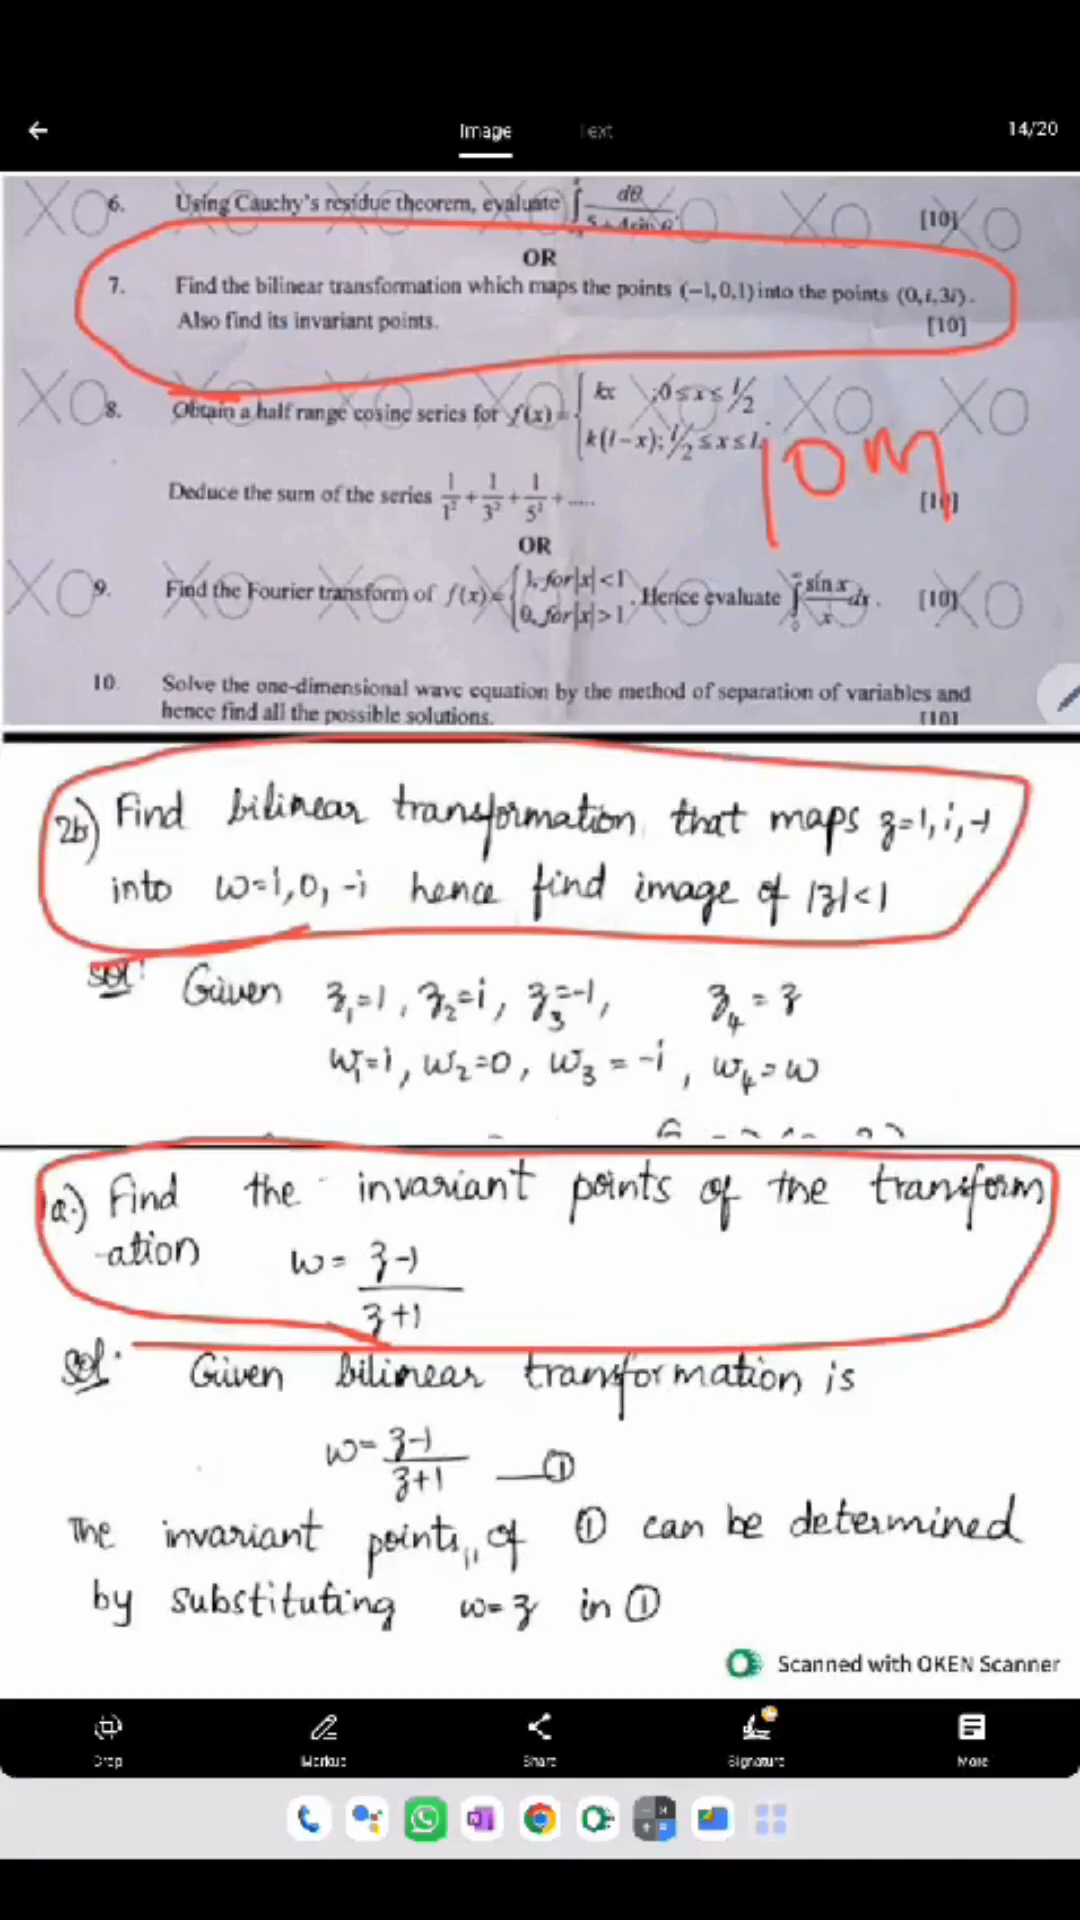 Image Text 14/20
6. Using Cauchy's residue theorem, evaluate ∫ dθ [10]
OR
7. Find the bilinear transformation which maps the points (−1,0,1) into the points (0,i,3i).
Also find its invariant points. [10]
8. Obtain a half range cosine series for f(x) = { kx ;0 ≤ x ≤ l/2
k(l−x); l/2 ≤ x ≤ l.
10M
Deduce the sum of the series 1/1² + 1/3² + 1/5² + ..... [10]
OR
9. Find the Fourier transform of f(x) = { 1, for|x|<1
0, for|x|>1 . Hence evaluate ∫ sin x / x dx . [10]
10. Solve the one-dimensional wave equation by the method of separation of variables and
hence find all the possible solutions. [10]
2b) Find bilinear transformation that maps z=1, i, -1
into w=i, 0, -i hence find image of |z|<1
Sol: Given z₁=1, z₂=i, z₃=-1, z₄=z
w₁=i, w₂=0, w₃=-i, w₄=w
1a.) Find the invariant points of the transform
-ation w= z-1
z+1
Sol: Given bilinear transformation is
w= z-1
z+1 —①
The invariant points,, of ① can be determined
by substituting w=z in ①
Scanned with OKEN Scanner
Crop Markup Share Signature More